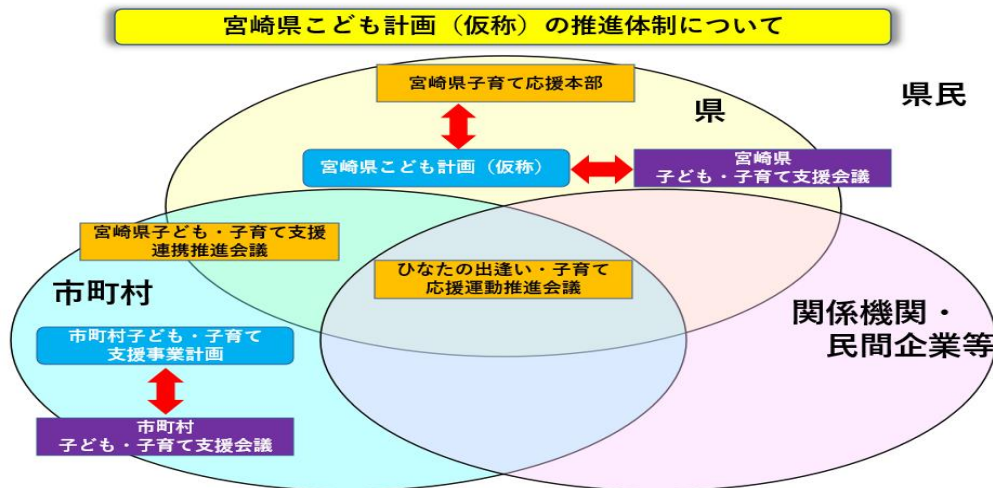 宮崎県こども計画（仮称）の推進体制について
宮崎県子育て応援本部
県
県民
宮崎県こども計画（仮称）
宮崎県
子ども・子育て支援会議
宮崎県子ども・子育て支援
連携推進会議
ひなたの出逢い・子育て
応援運動推進会議
市町村
関係機関・
民間企業等
市町村子ども・子育て
支援事業計画
市町村
子ども・子育て支援会議